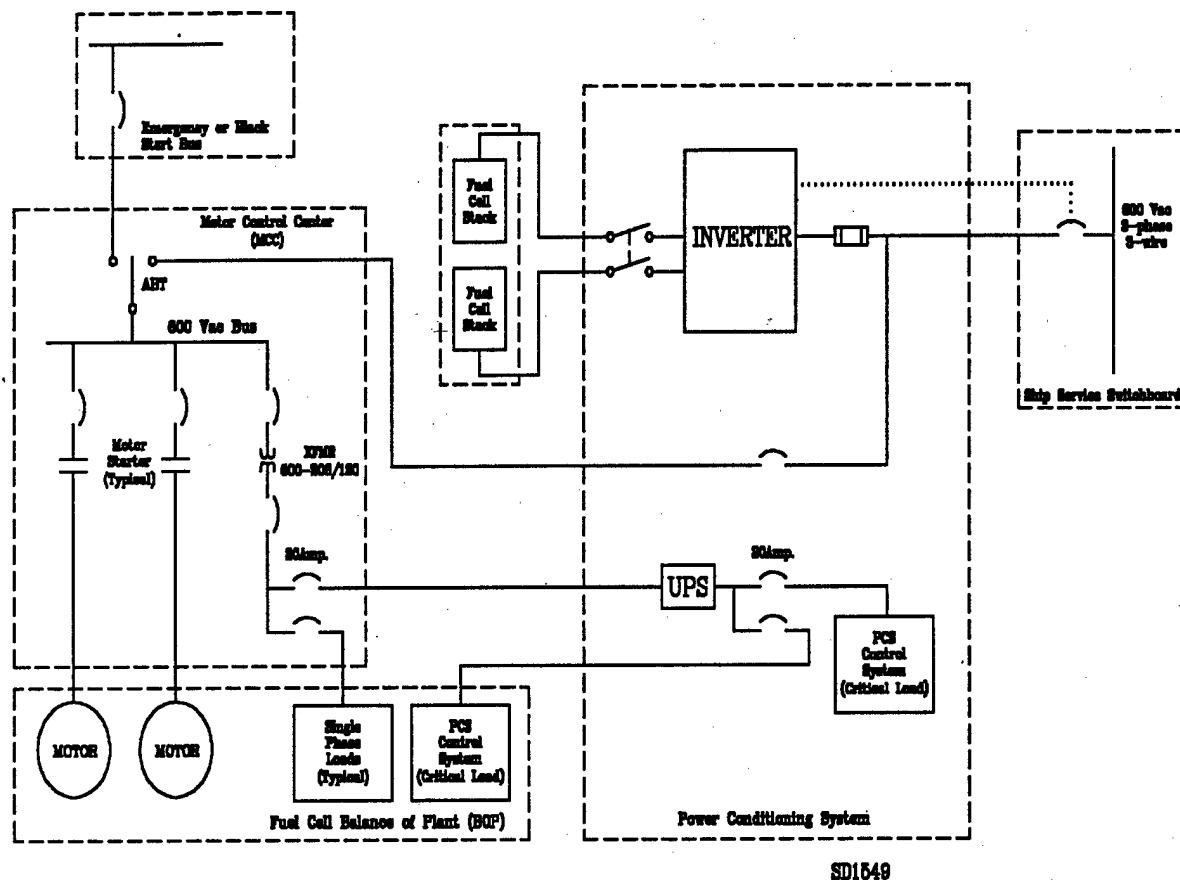 Emergency or Black
Start Bus
Motor Control Center
(MCC)
ABT
600 Vac Bus
Motor
Starter
(Typical)
XFMR
600-208/120
20Amp.
Fuel
Cell
Stack
Fuel
Cell
Stack
INVERTER
600 Vac
3-phase
3-wire
Ship Service Switchboard
UPS
20Amp.
PCS
Control
System
(Critical Load)
MOTOR
MOTOR
Single
Phase
Loads
(Typical)
PCS
Control
System
(Critical Load)
Fuel Cell Balance of Plant (BOP)
Power Conditioning System
SD1549